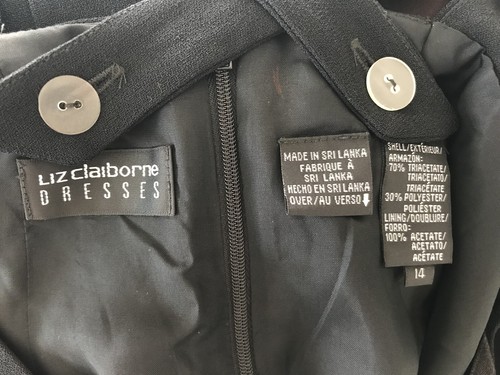 Liz claiborne
DRESSES
MADE IN SRI LANKA
FABRIQUE À
SRI LANKA
HECHO EN SRI LANKA
OVER/AU VERSO
SHELL/EXTÉRIEUR/
ARMAZÓN:
70% TRIACETATE/
TRIACÉTATE/
TRIACETATO
30% POLYESTER/
POLIÉSTER
LINING/DOUBLURE/
FORRO:
100% ACETATE/
ACETATO/
ACÉTATE
14